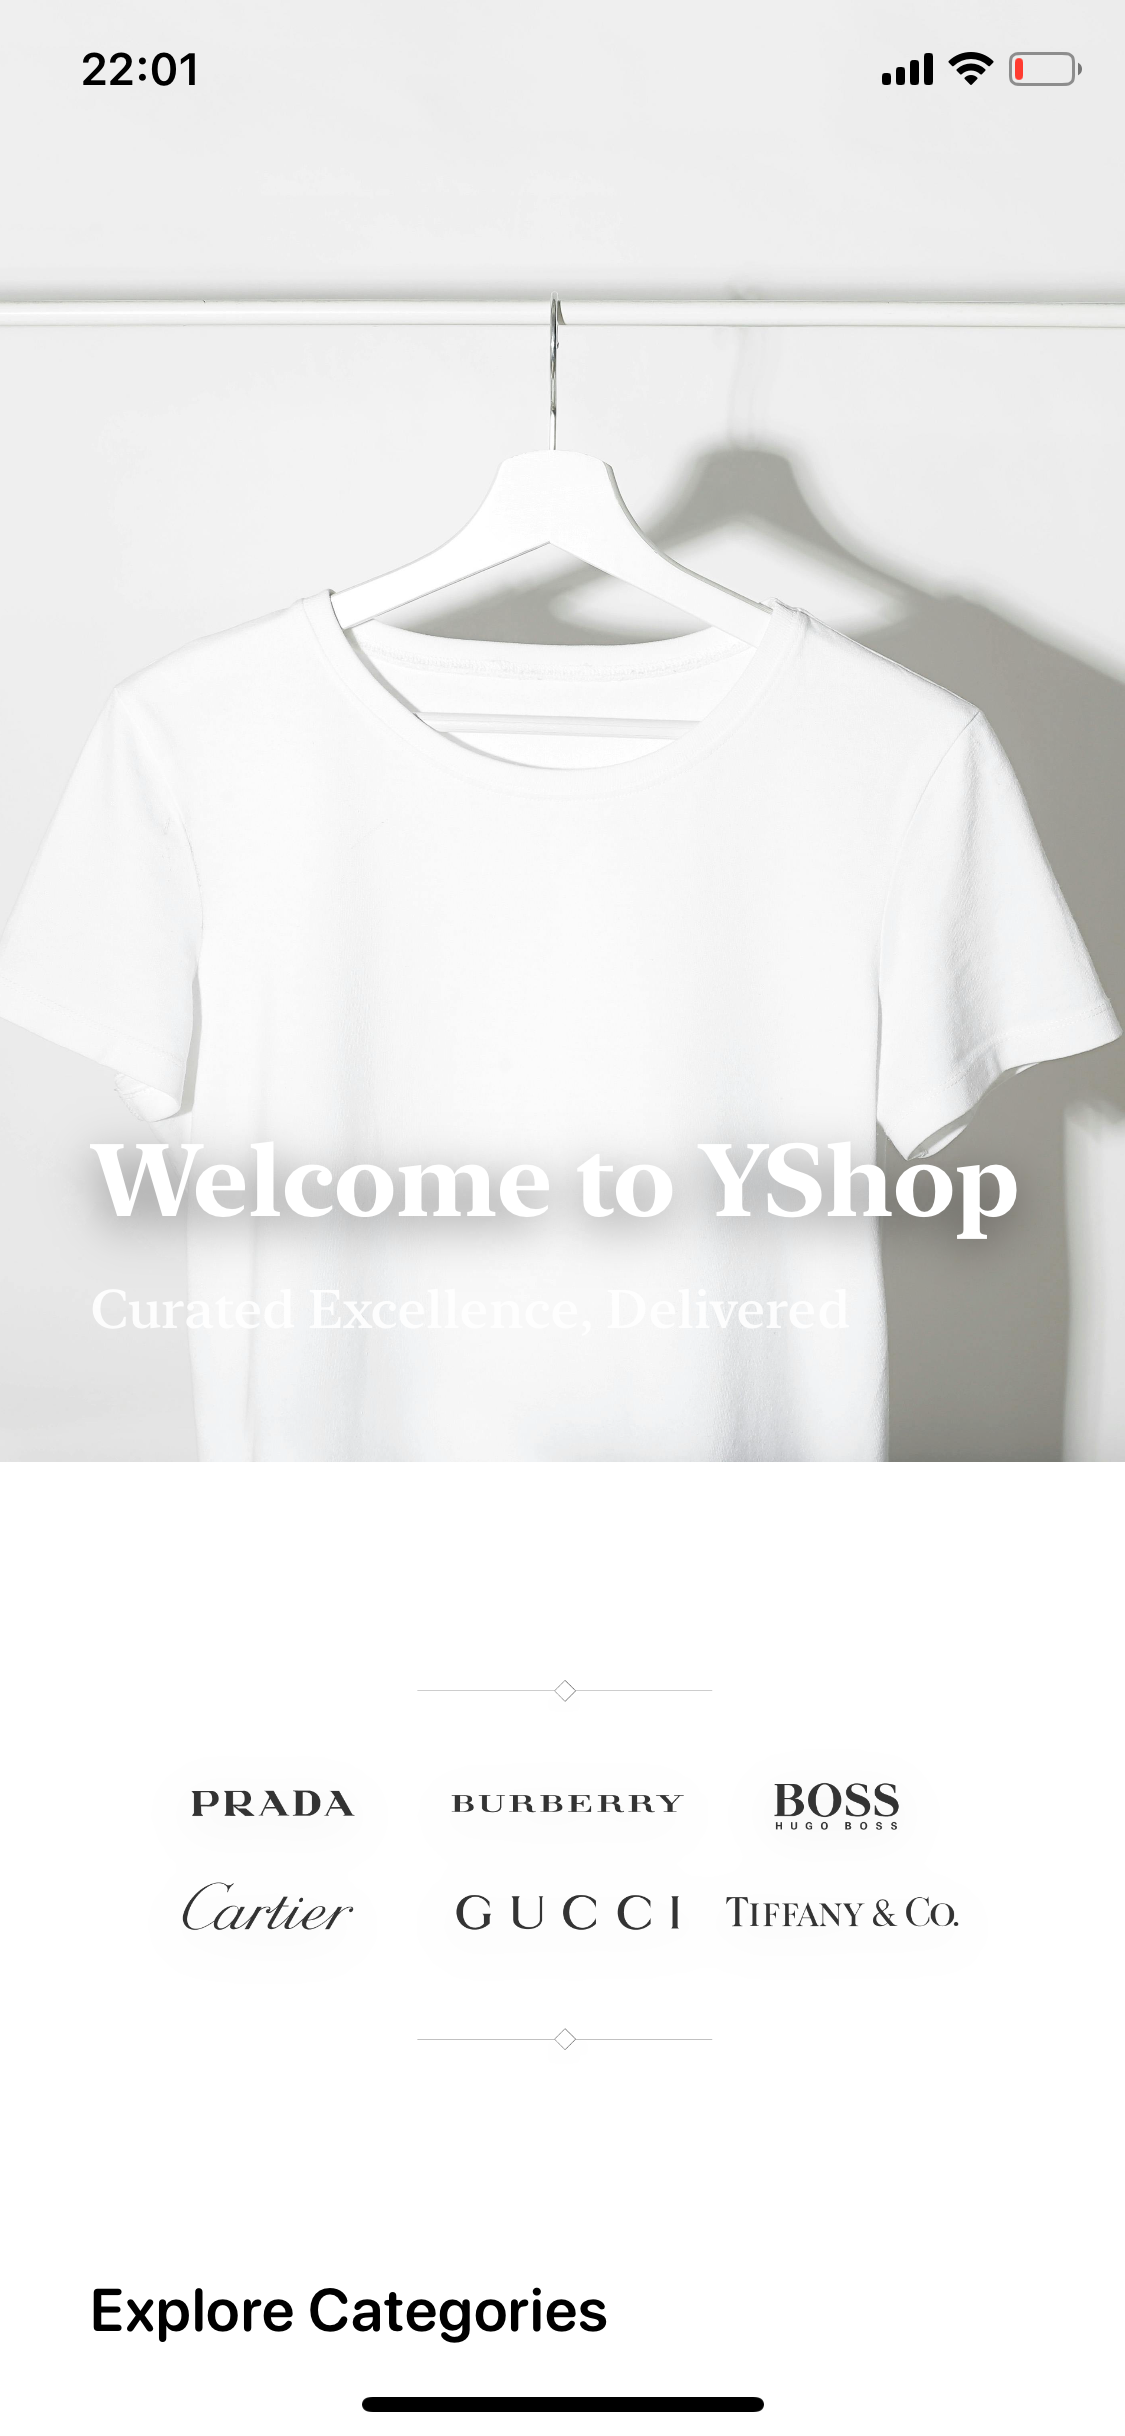 22:01
Welcome to YShop
Curated Excellence, Delivered
PRADA
BURBERRY
BOSS
HUGO BOSS
Cartier
GUCCI
TIFFANY & CO.
Explore Categories